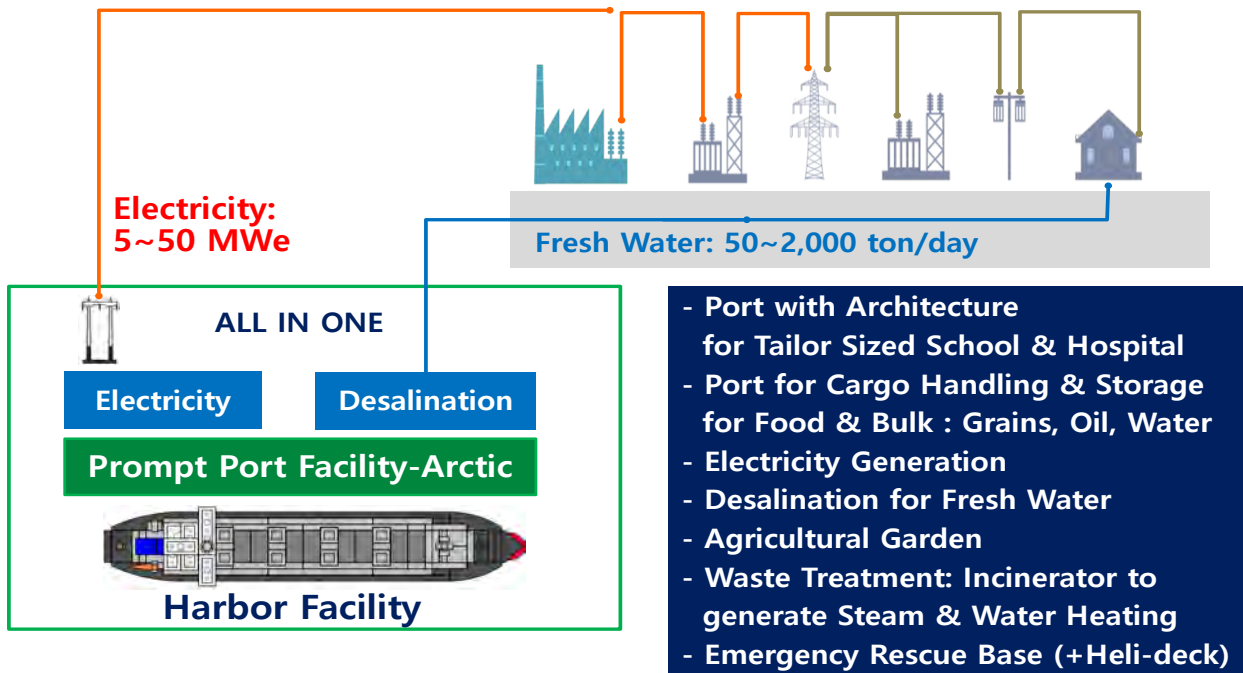 Electricity:
5~50 MWe
Fresh Water: 50~2,000 ton/day
ALL IN ONE
Electricity
Desalination
Prompt Port Facility-Arctic
Harbor Facility
- Port with Architecture
for Tailor Sized School & Hospital
- Port for Cargo Handling & Storage
for Food & Bulk : Grains, Oil, Water
- Electricity Generation
- Desalination for Fresh Water
- Agricultural Garden
- Waste Treatment: Incinerator to
generate Steam & Water Heating
- Emergency Rescue Base (+Heli-deck)